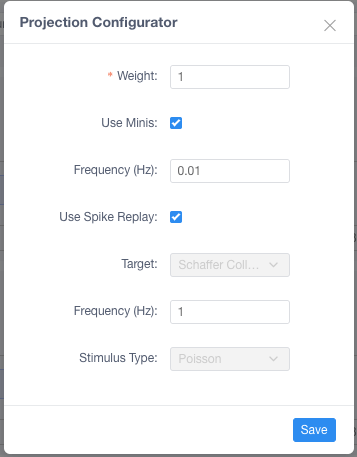 Projection Configurator
* Weight: 1
Use Minis:
Frequency (Hz): 0.01
Use Spike Replay:
Target: Schaffer Coll...
Frequency (Hz): 1
Stimulus Type: Poisson
Save